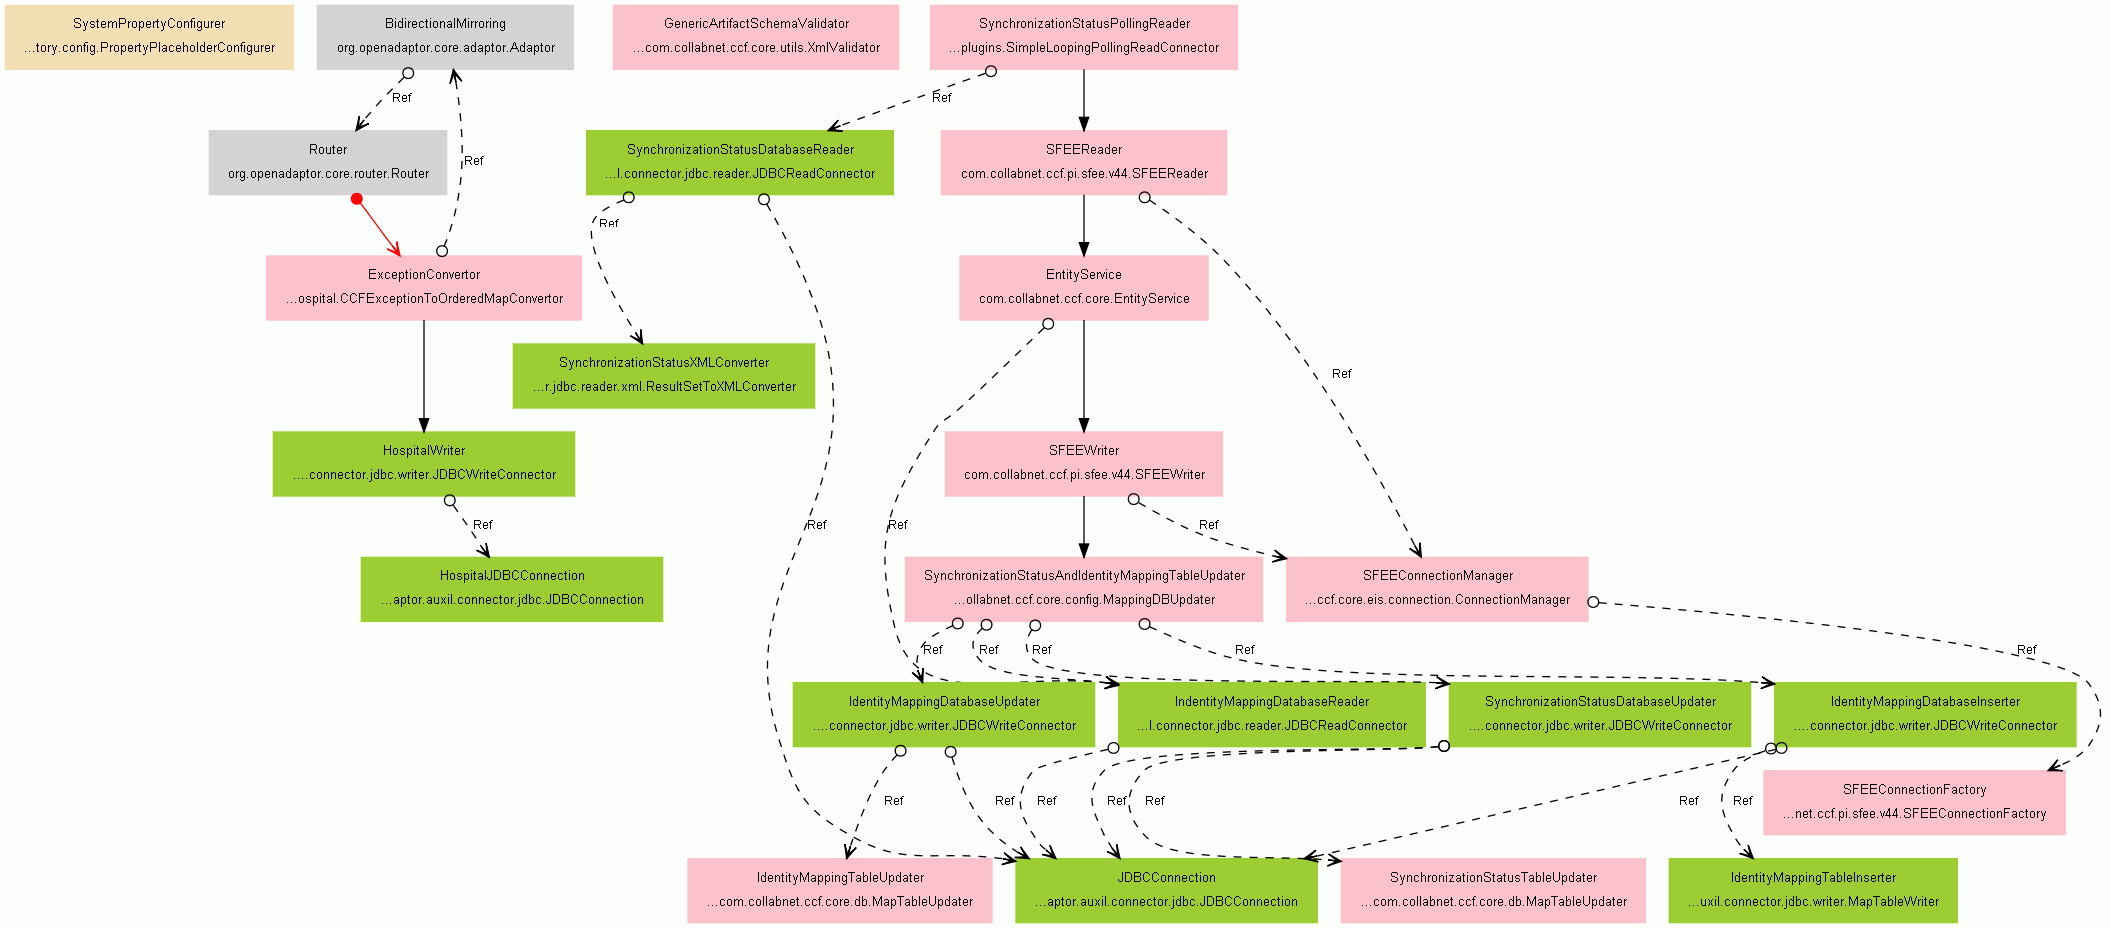 SystemPropertyConfigurer
...tory.config.PropertyPlaceholderConfigurer
BidirectionalMirroring
org.openadaptor.core.adaptor.Adaptor
GenericArtifactSchemaValidator
...com.collabnet.ccf.core.utils.XmlValidator
SynchronizationStatusPollingReader
...plugins.SimpleLoopingPollingReadConnector
Ref
Ref
Router
org.openadaptor.core.router.Router
Ref
SynchronizationStatusDatabaseReader
...l.connector.jdbc.reader.JDBCReadConnector
SFEEReader
com.collabnet.ccf.pi.sfee.v44.SFEEReader
Ref
ExceptionConvertor
...ospital.CCFExceptionToOrderedMapConvertor
EntityService
com.collabnet.ccf.core.EntityService
SynchronizationStatusXMLConverter
...r.jdbc.reader.xml.ResultSetToXMLConverter
Ref
HospitalWriter
....connector.jdbc.writer.JDBCWriteConnector
SFEEWriter
com.collabnet.ccf.pi.sfee.v44.SFEEWriter
Ref
Ref
Ref
Ref
HospitalJDBCConnection
...aptor.auxil.connector.jdbc.JDBCConnection
SynchronizationStatusAndIdentityMappingTableUpdater
...ollabnet.ccf.core.config.MappingDBUpdater
SFEEConnectionManager
...ccf.core.eis.connection.ConnectionManager
Ref
Ref
Ref
Ref
Ref
IdentityMappingDatabaseUpdater
....connector.jdbc.writer.JDBCWriteConnector
IndentityMappingDatabaseReader
...l.connector.jdbc.reader.JDBCReadConnector
SynchronizationStatusDatabaseUpdater
....connector.jdbc.writer.JDBCWriteConnector
IdentityMappingDatabaseInserter
....connector.jdbc.writer.JDBCWriteConnector
Ref
Ref
Ref
Ref
Ref
Ref
Ref
SFEEConnectionFactory
...net.ccf.pi.sfee.v44.SFEEConnectionFactory
IdentityMappingTableUpdater
...com.collabnet.ccf.core.db.MapTableUpdater
JDBCConnection
...aptor.auxil.connector.jdbc.JDBCConnection
SynchronizationStatusTableUpdater
...com.collabnet.ccf.core.db.MapTableUpdater
IdentityMappingTableInserter
...uxil.connector.jdbc.writer.MapTableWriter